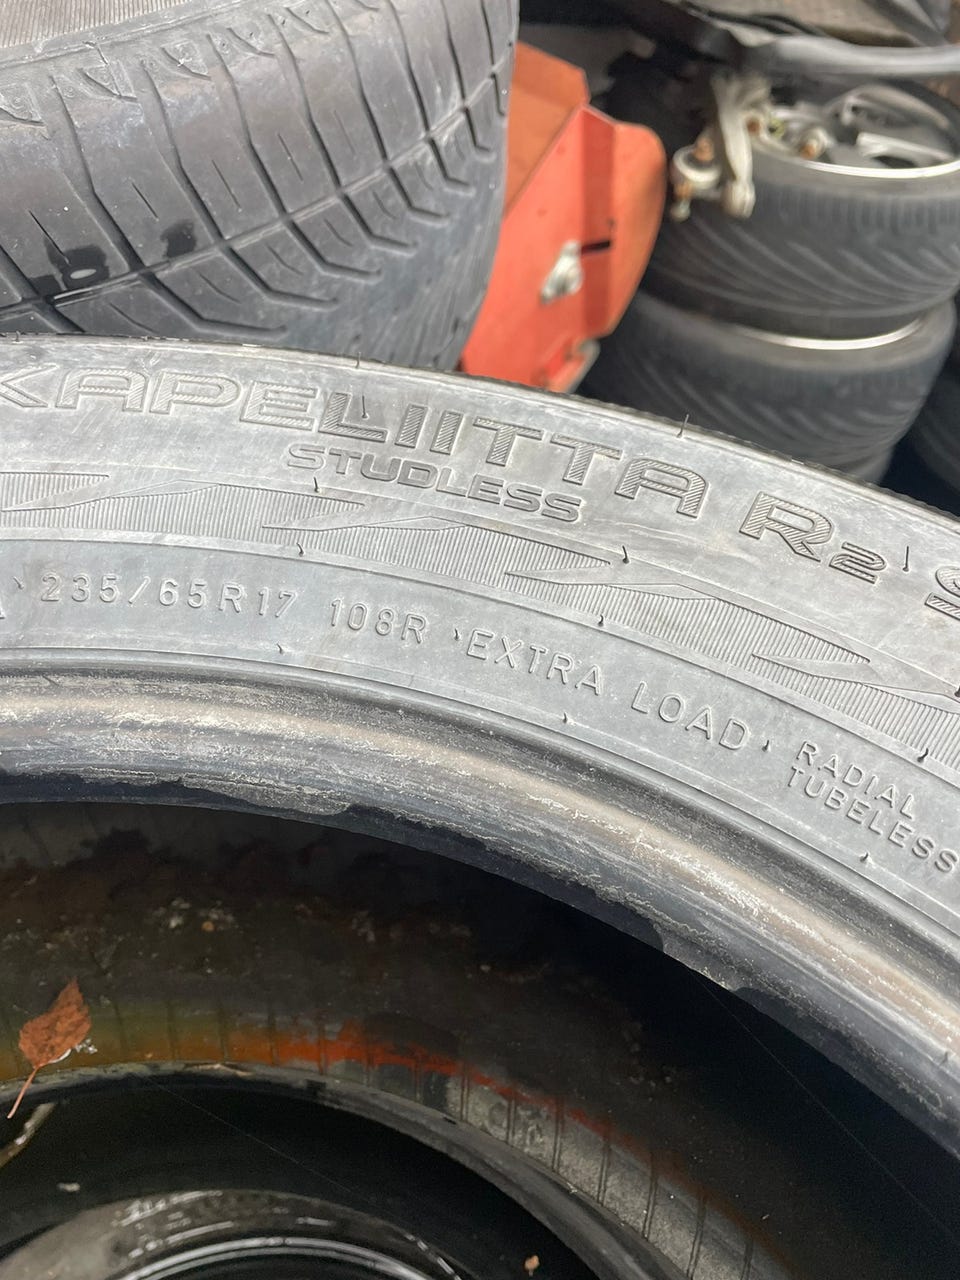 KAPELIITTA R2
STUDLESS
235/65R17 108R EXTRA LOAD
RADIAL
TUBELESS